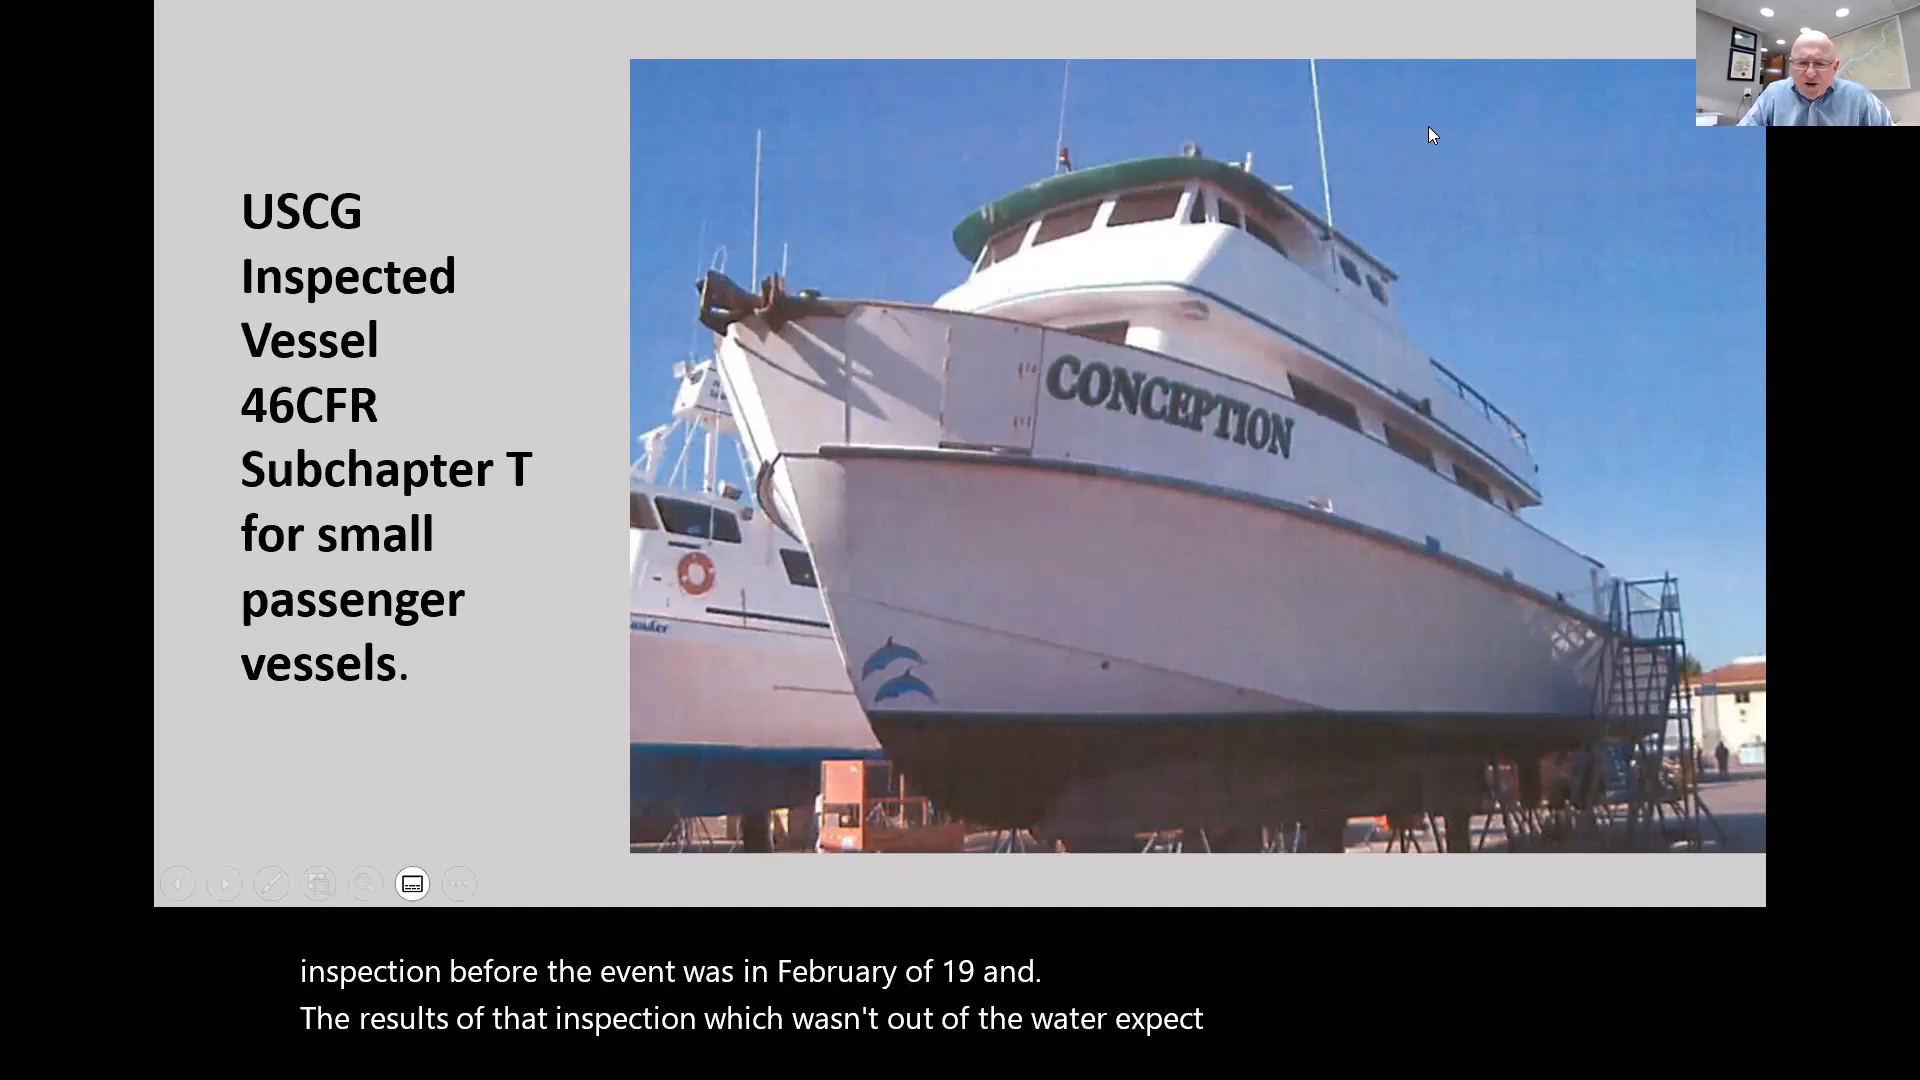 USCG
Inspected
Vessel
46CFR
Subchapter T
for small
passenger
vessels.
CONCEPTION
inspection before the event was in February of 19 and.
The results of that inspection which wasn't out of the water expect